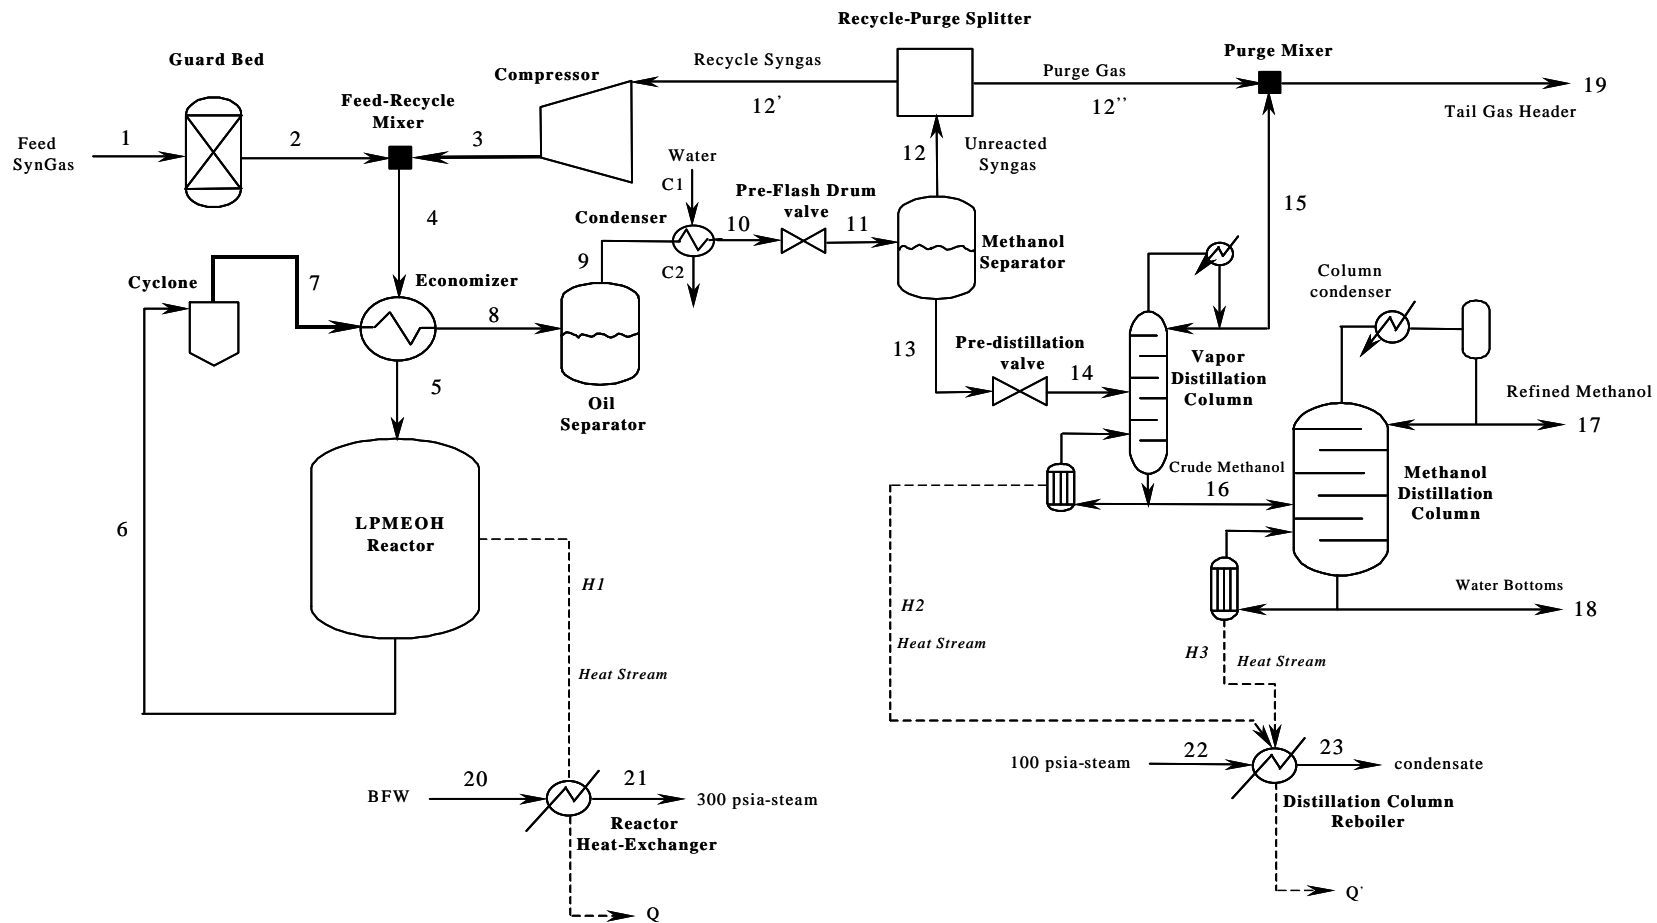 Recycle-Purge Splitter
Guard Bed
Compressor
Recycle Syngas
Purge Gas
Purge Mixer
Feed-Recycle
Mixer
12'
12''
19
Tail Gas Header
Feed
SynGas
1
2
3
Water
C1
12
Unreacted
Syngas
4
Pre-Flash Drum
valve
Condenser
10
11
15
Methanol
Separator
9
C2
Cyclone
7
Economizer
8
Column
condenser
13
Pre-distillation
valve
14
Vapor
Distillation
Column
5
Oil
Separator
Refined Methanol
17
Crude Methanol
16
Methanol
Distillation
Column
6
LPMEOH
Reactor
H1
Heat Stream
H2
Heat Stream
Water Bottoms
18
H3
Heat Stream
BFW
20
21
300 psia-steam
Reactor
Heat-Exchanger
Q
100 psia-steam
22
23
condensate
Distillation Column
Reboiler
Q'